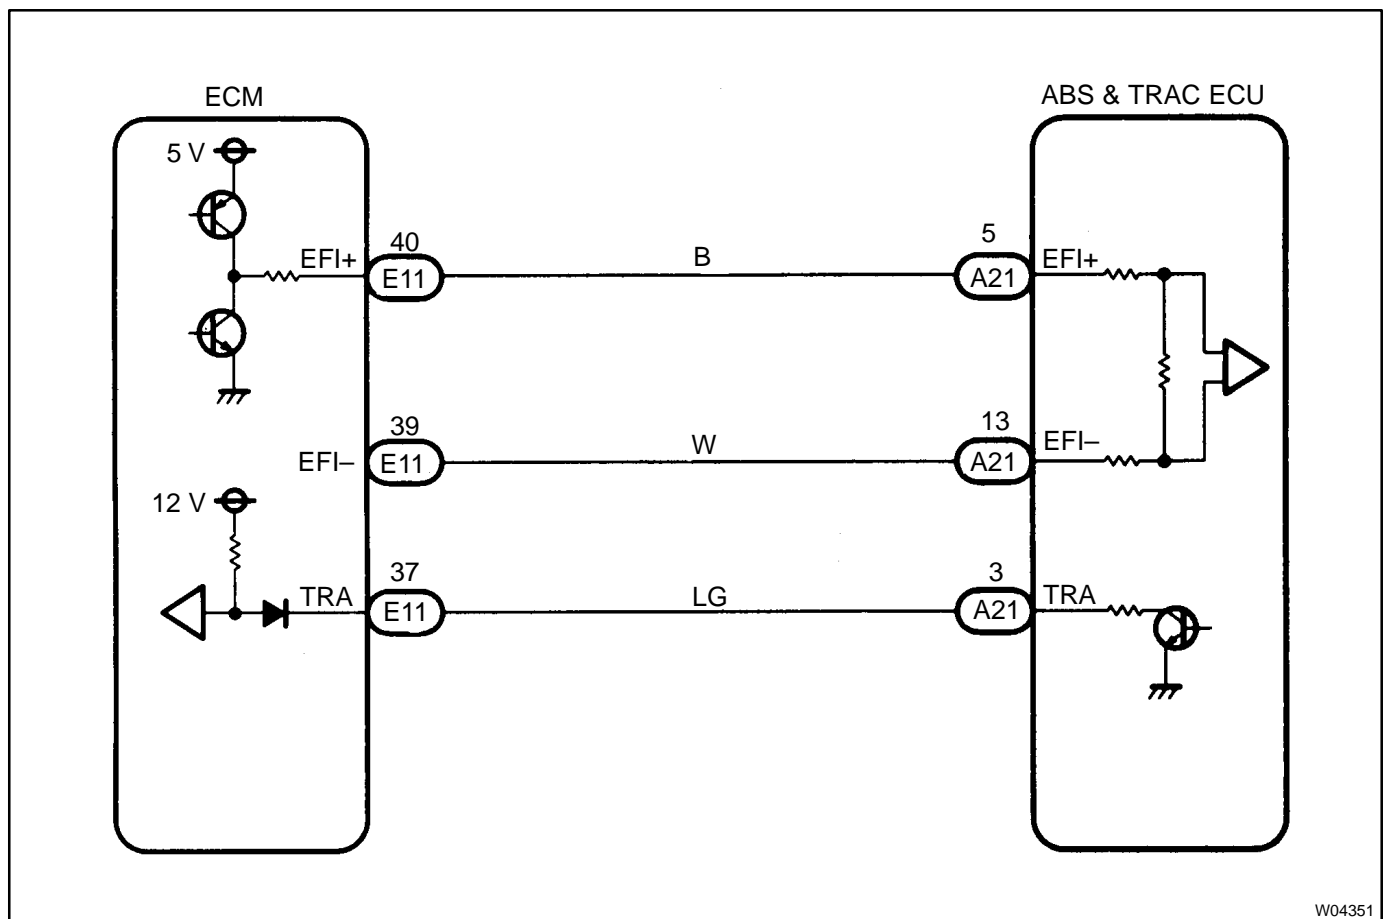 ECM
ABS & TRAC ECU
5 V
EFI+
40
E11
B
5
A21
EFI+
EFI–
39
E11
W
13
A21
EFI–
12 V
TRA
37
E11
LG
3
A21
TRA
W04351